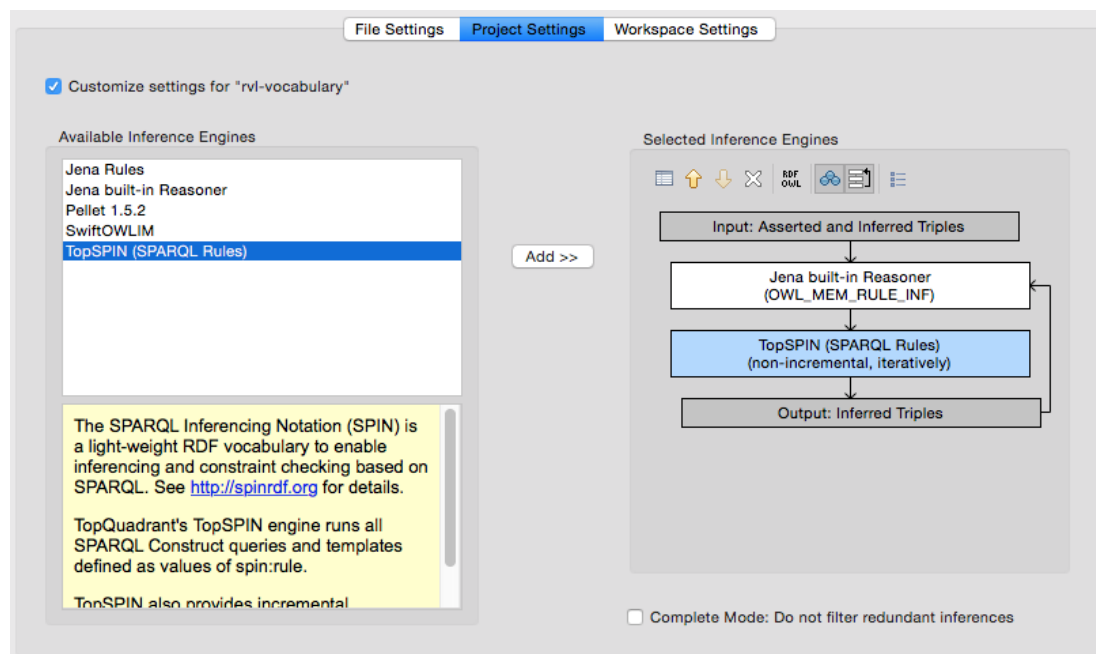 File Settings
Project Settings
Workspace Settings
Customize settings for "rvl-vocabulary"
Available Inference Engines
Jena Rules
Jena built-in Reasoner
Pellet 1.5.2
SwiftOWLIM
TopSPIN (SPARQL Rules)
The SPARQL Inferencing Notation (SPIN) is
a light-weight RDF vocabulary to enable
inferencing and constraint checking based on
SPARQL. See http://spinrdf.org for details.
TopQuadrant's TopSPIN engine runs all
SPARQL Construct queries and templates
defined as values of spin:rule.
TopSPIN also provides incremental
Add >>
Selected Inference Engines
RDF
OWL
Input: Asserted and Inferred Triples
Jena built-in Reasoner
(OWL_MEM_RULE_INF)
TopSPIN (SPARQL Rules)
(non-incremental, iteratively)
Output: Inferred Triples
Complete Mode: Do not filter redundant inferences